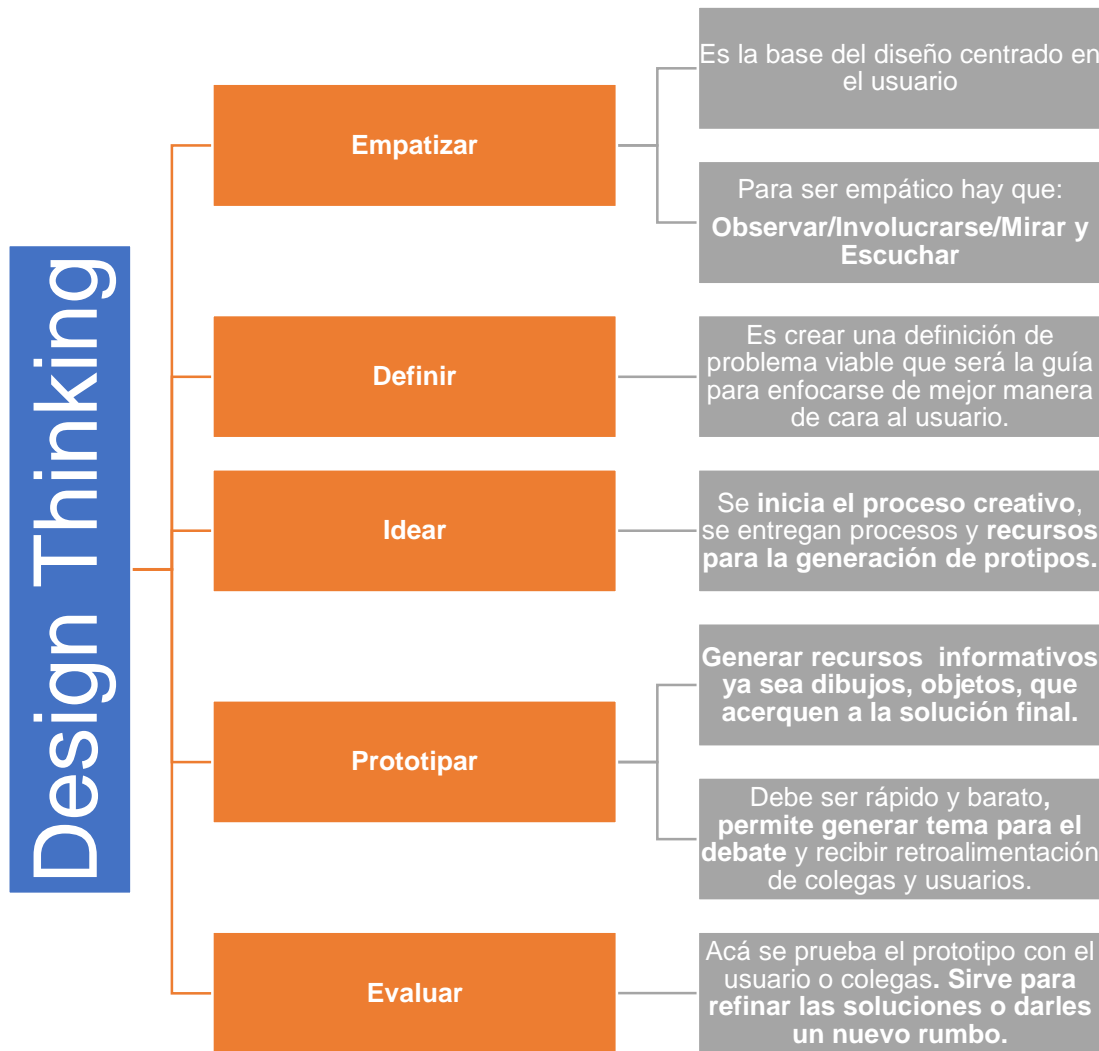 Design Thinking
Empatizar
Es la base del diseño centrado en
el usuario
Para ser empático hay que:
Observar/Involucrarse/Mirar y
Escuchar
Definir
Es crear una definición de
problema viable que será la guía
para enfocarse de mejor manera
de cara al usuario.
Idear
Se inicia el proceso creativo,
se entregan procesos y recursos
para la generación de protipos.
Prototipar
Generar recursos  informativos
ya sea dibujos, objetos, que
acerquen a la solución final.
Debe ser rápido y barato,
permite generar tema para el
debate y recibir retroalimentación
de colegas y usuarios.
Evaluar
Acá se prueba el prototipo con el
usuario o colegas. Sirve para
refinar las soluciones o darles
un nuevo rumbo.